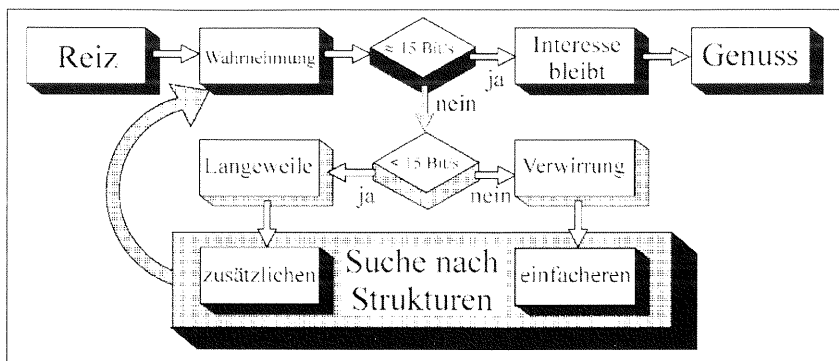 Reiz
Wahrnehmung
≈ 15 Bit/s
ja
Interesse
bleibt
Genuss
nein
Langeweile
ja
< 15 Bit/s
nein
Verwirrung
zusätzlichen
Suche nach
Strukturen
einfacheren